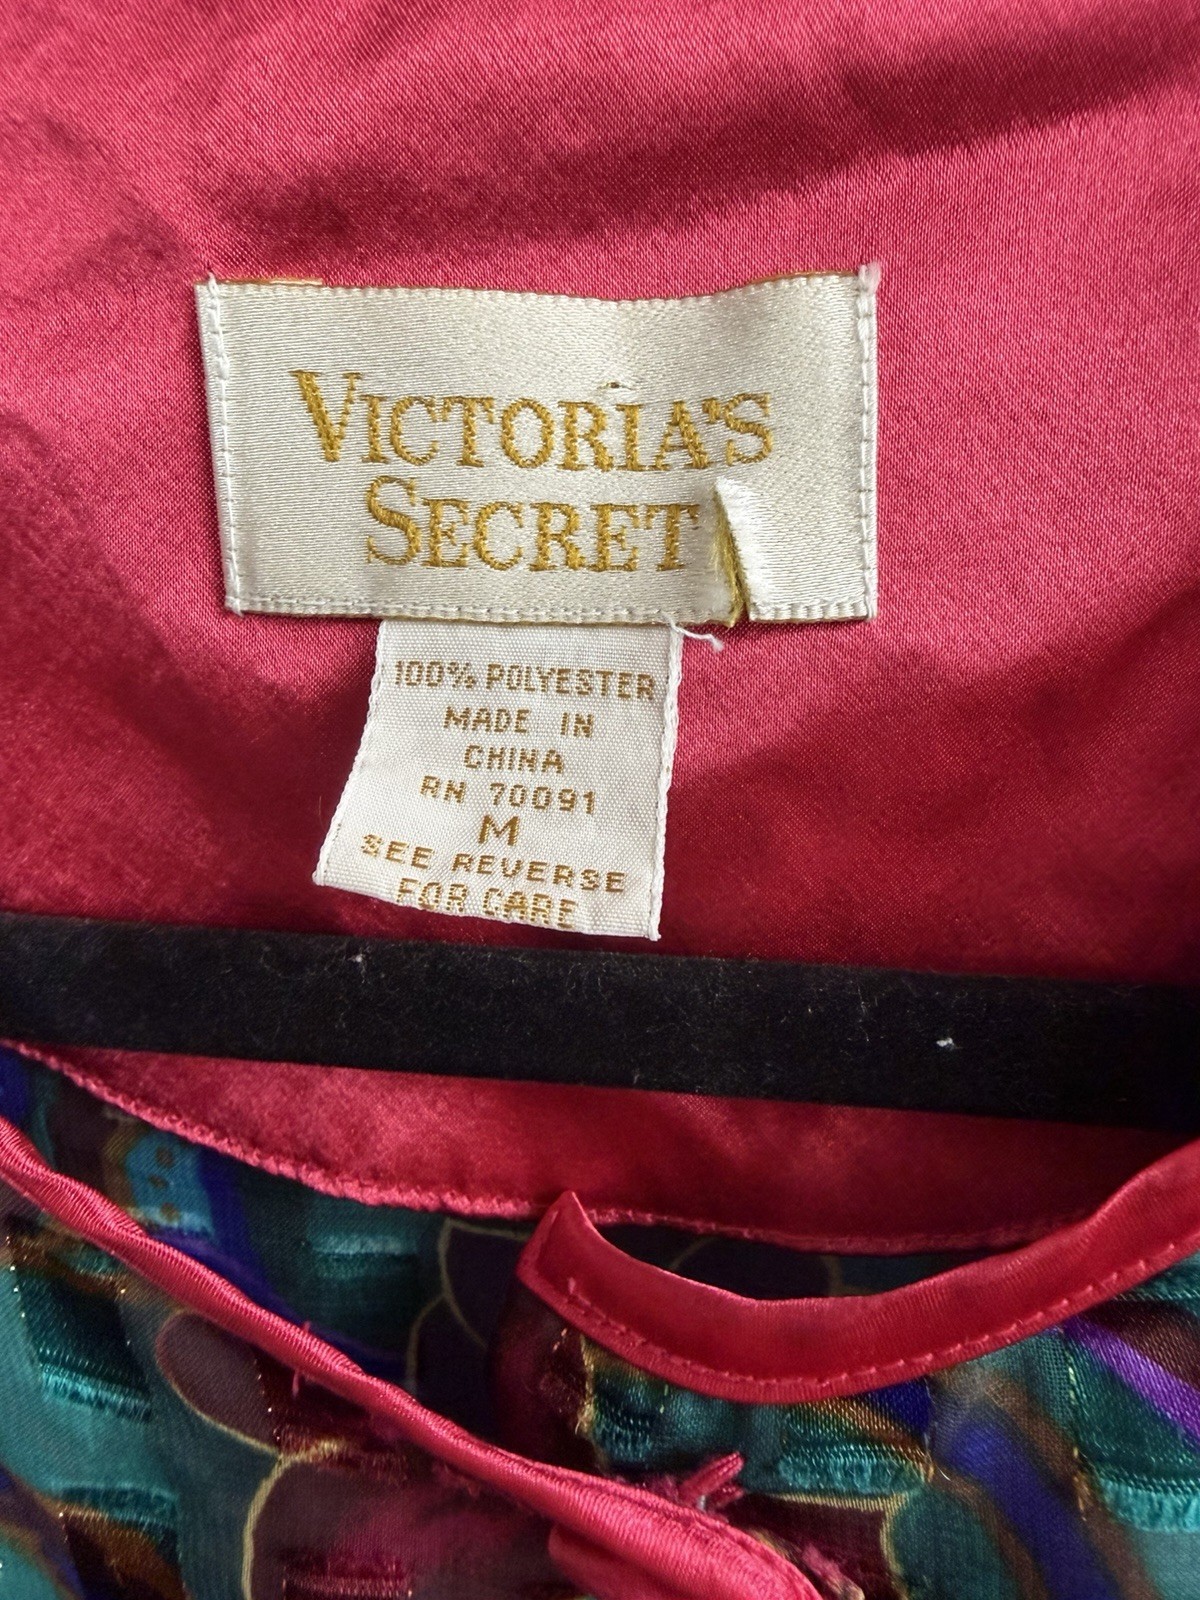 VICTORIA'S
SECRET
100% POLYESTER
MADE IN
CHINA
RN 70091
M
SEE REVERSE
FOR CARE